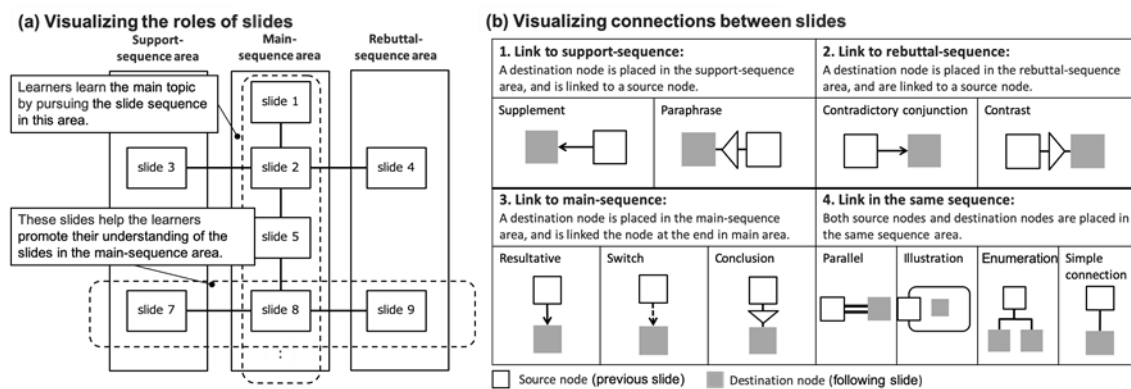 (a) Visualizing the roles of slides
Support-
sequence area
Main-
sequence area
Rebuttal-
sequence area
Learners learn the main topic
by pursuing the slide sequence
in this area.
slide 1
slide 3
slide 2
slide 4
These slides help the learners
promote their understanding of the
slides in the main-sequence area.
slide 5
slide 7
slide 8
slide 9
:
(b) Visualizing connections between slides
1. Link to support-sequence:
A destination node is placed in the support-sequence
area, and is linked to a source node.
Supplement
Paraphrase
2. Link to rebuttal-sequence:
A destination node is placed in the rebuttal-sequence
area, and are linked to a source node.
Contradictory conjunction
Contrast
3. Link to main-sequence:
A destination node is placed in the main-sequence
area, and is linked the node at the end in main area.
Resultative
Switch
Conclusion
4. Link in the same sequence:
Both source nodes and destination nodes are placed in
the same sequence area.
Parallel
Illustration
Enumeration
Simple
connection
Source node (previous slide)
Destination node (following slide)